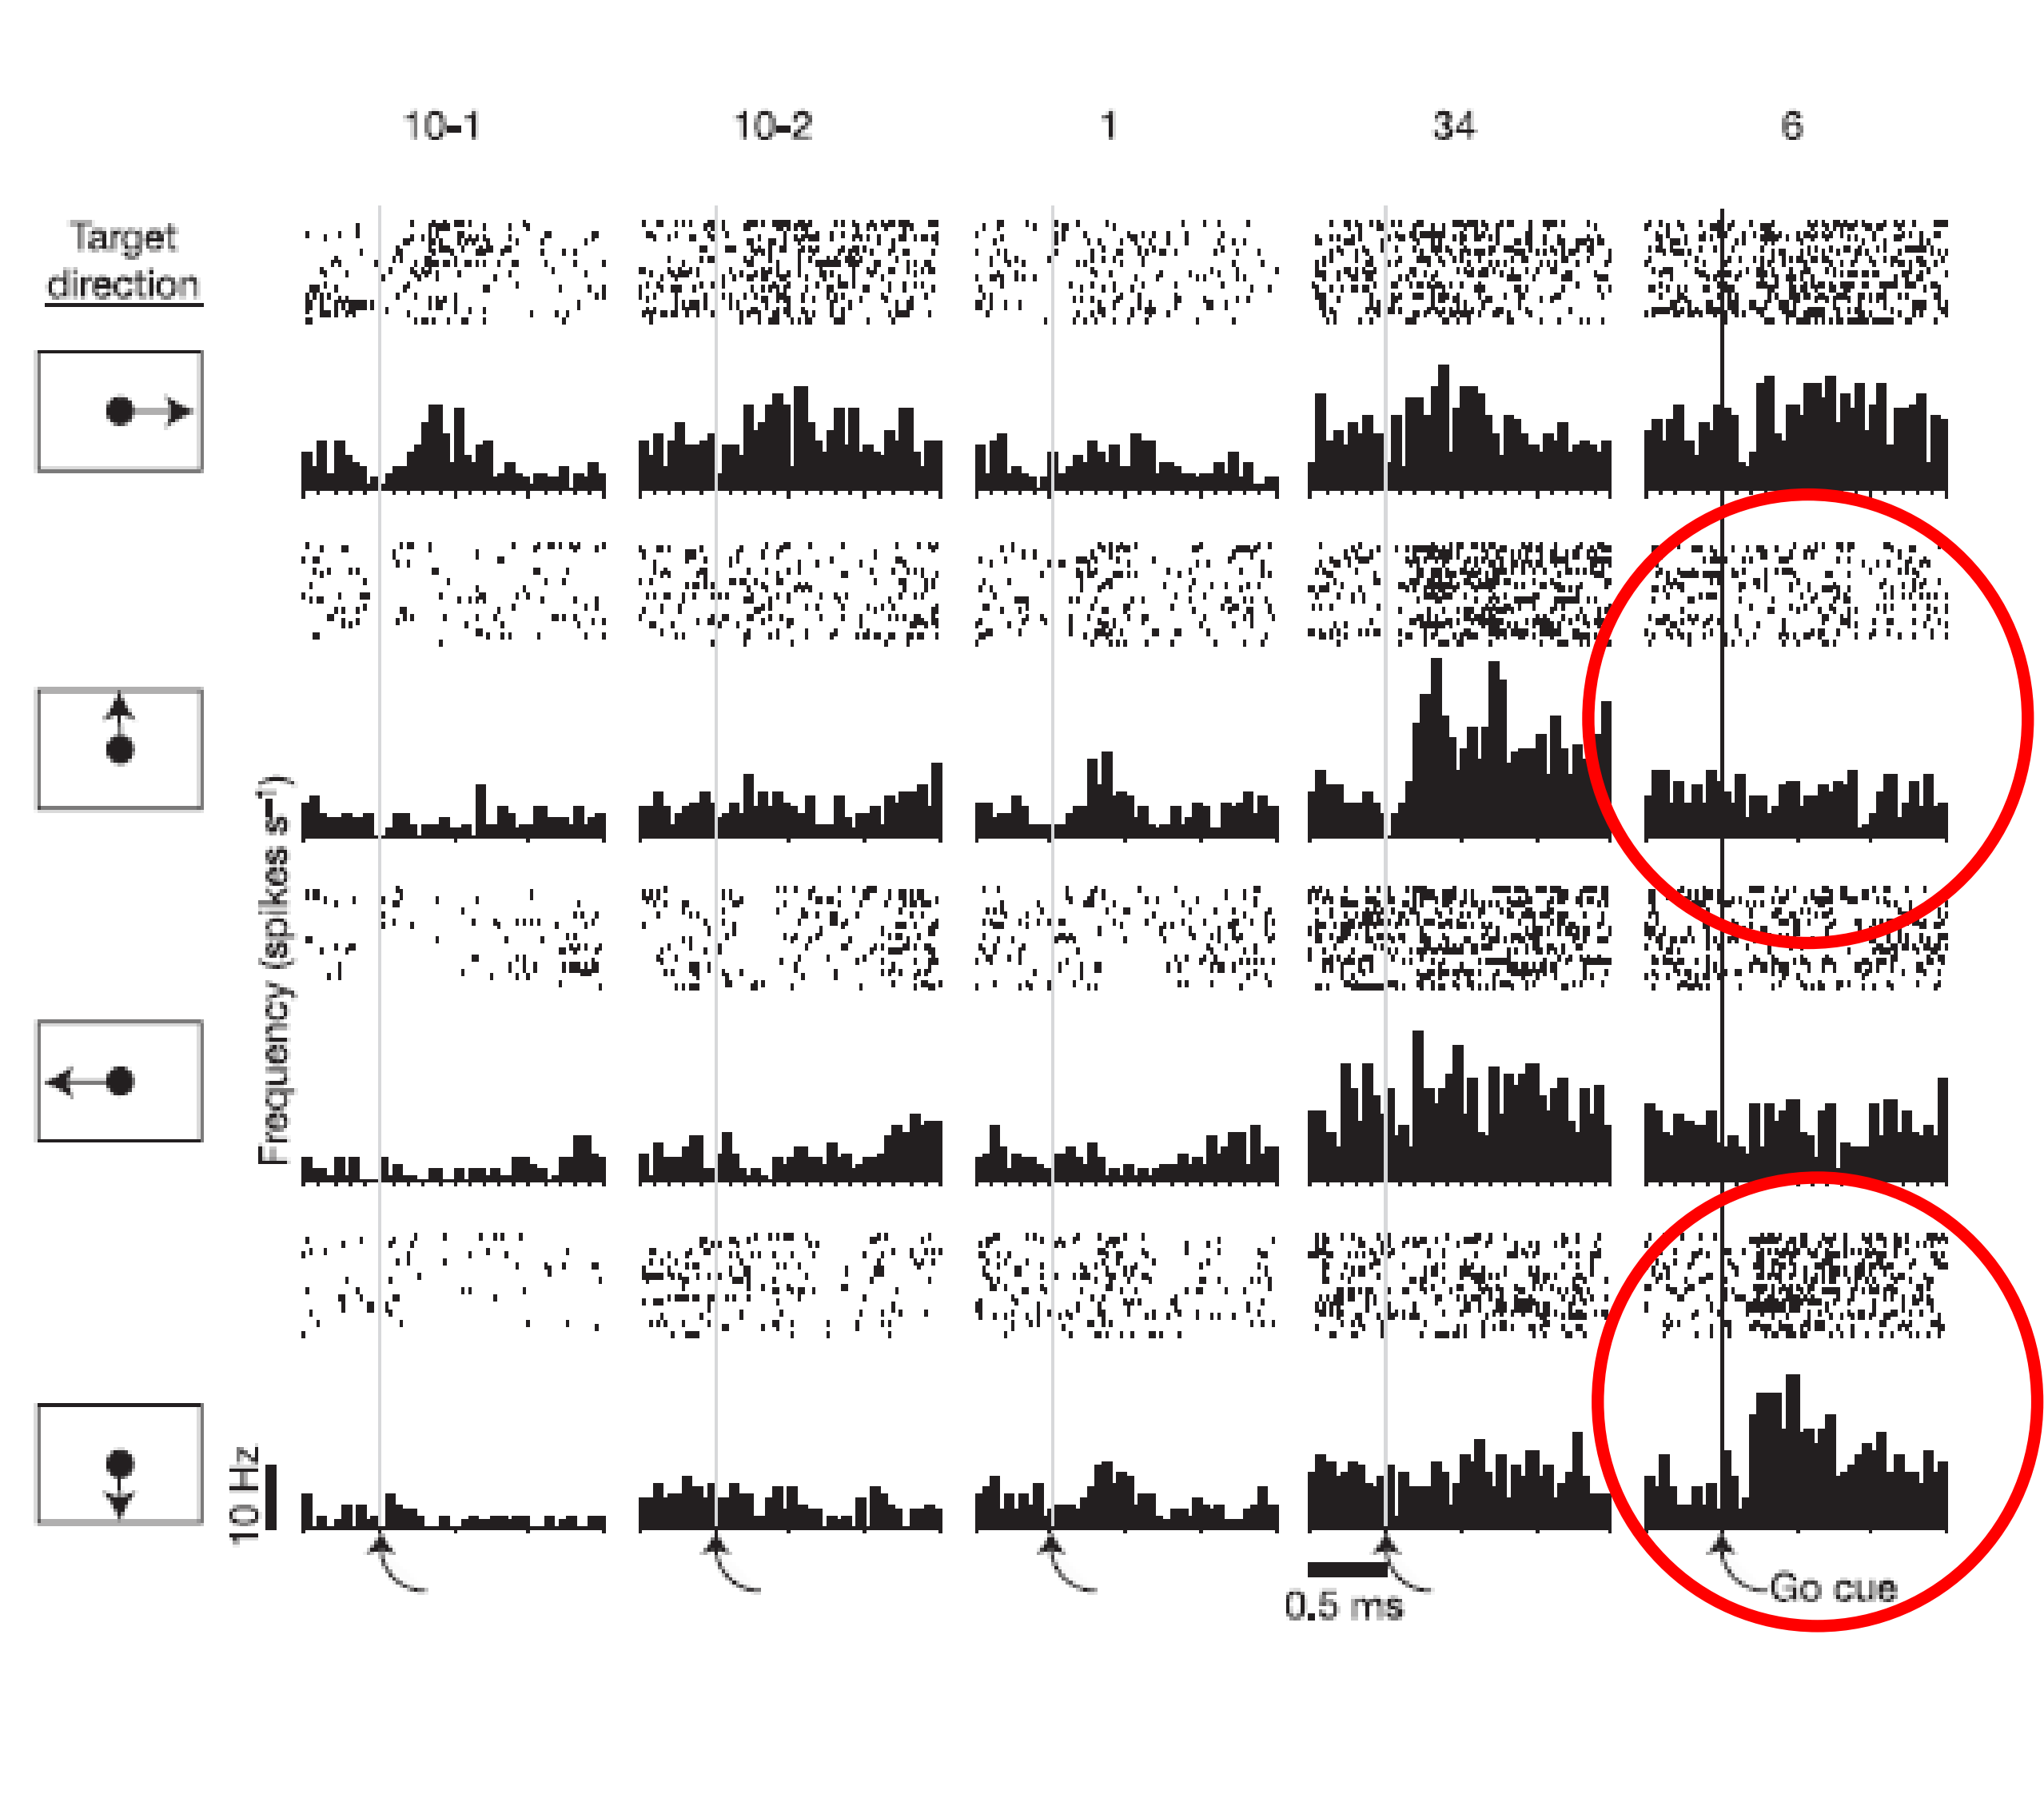 10-1 10-2 1 34 6
Target
direction
Frequency (spikes s⁻¹)
10 Hz
0.5 ms
Go cue